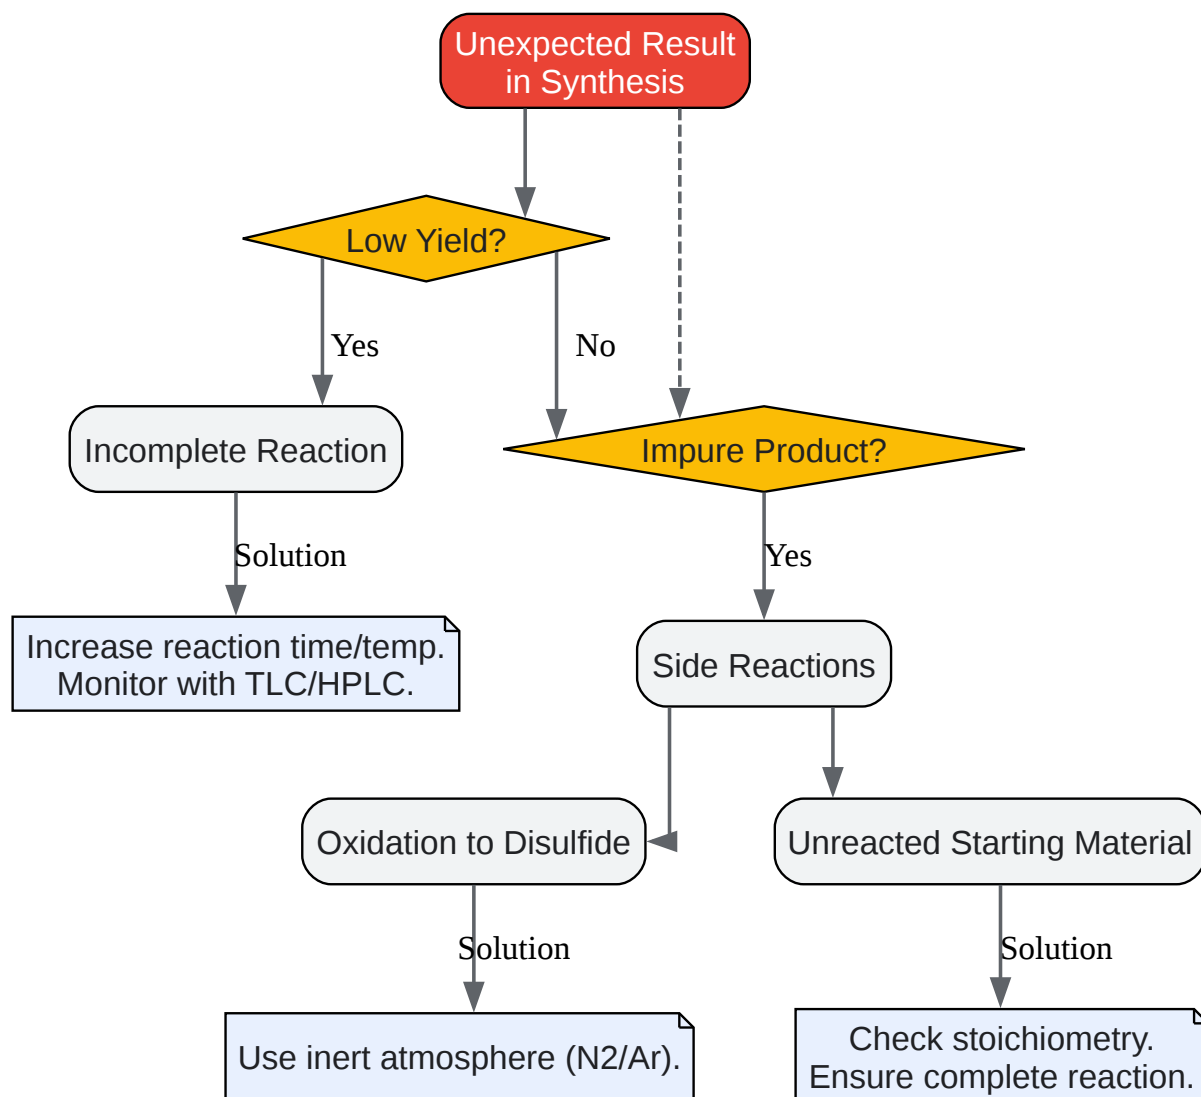 Unexpected Result
in Synthesis
Low Yield?
Yes
No
Incomplete Reaction
Impure Product?
Solution
Yes
Increase reaction time/temp.
Monitor with TLC/HPLC.
Side Reactions
Oxidation to Disulfide
Unreacted Starting Material
Solution
Solution
Use inert atmosphere (N2/Ar).
Check stoichiometry.
Ensure complete reaction.